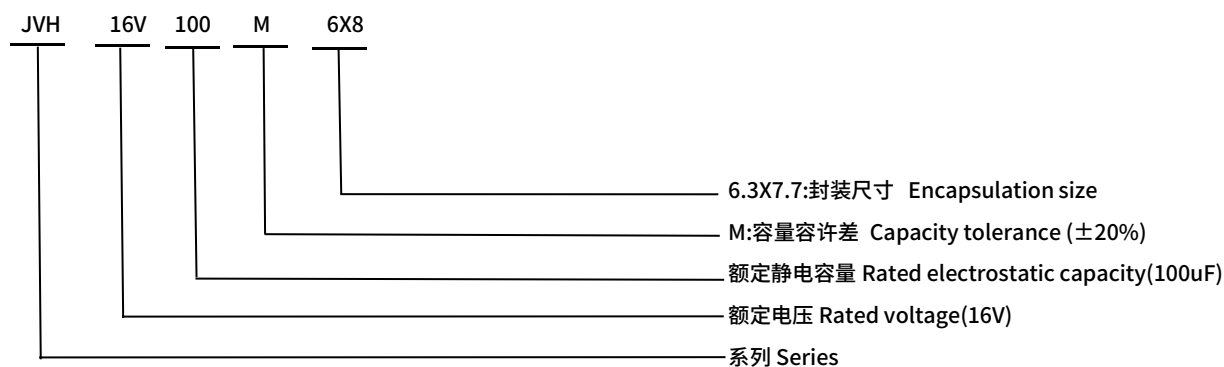 JVH 16V 100 M 6X8
6.3X7.7:封装尺寸 Encapsulation size
M:容量容许差 Capacity tolerance (±20%)
额定静电容量 Rated electrostatic capacity(100uF)
额定电压 Rated voltage(16V)
系列 Series